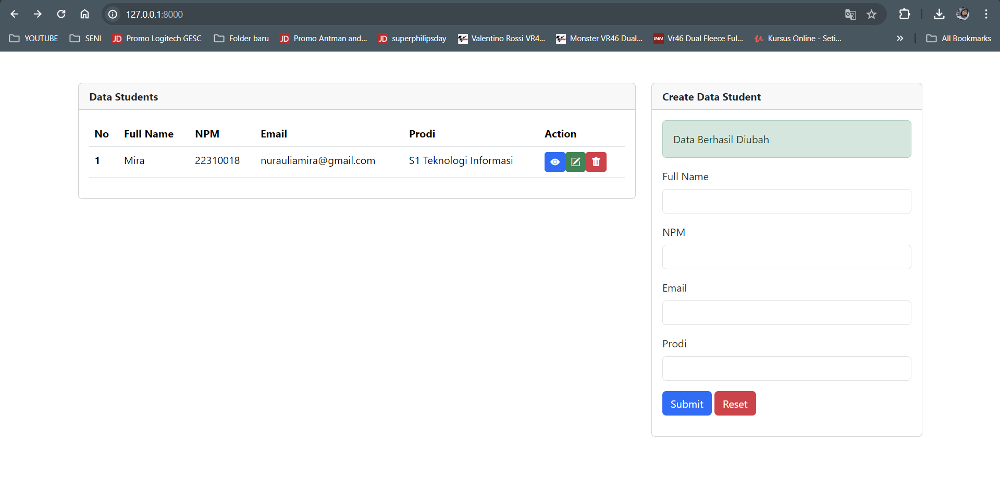 127.0.0.1:8000
YOUTUBE SENI Promo Logitech GESC Folder baru Promo Antman and... superphilipsday Valentino Rossi VR4... Monster VR46 Dual... Vr46 Dual Fleece Ful... Kursus Online - Seti... » All Bookmarks
Data Students
No Full Name NPM Email Prodi Action
1 Mira 22310018 nurauliamira@gmail.com S1 Teknologi Informasi
Create Data Student
Data Berhasil Diubah
Full Name
NPM
Email
Prodi
Submit Reset